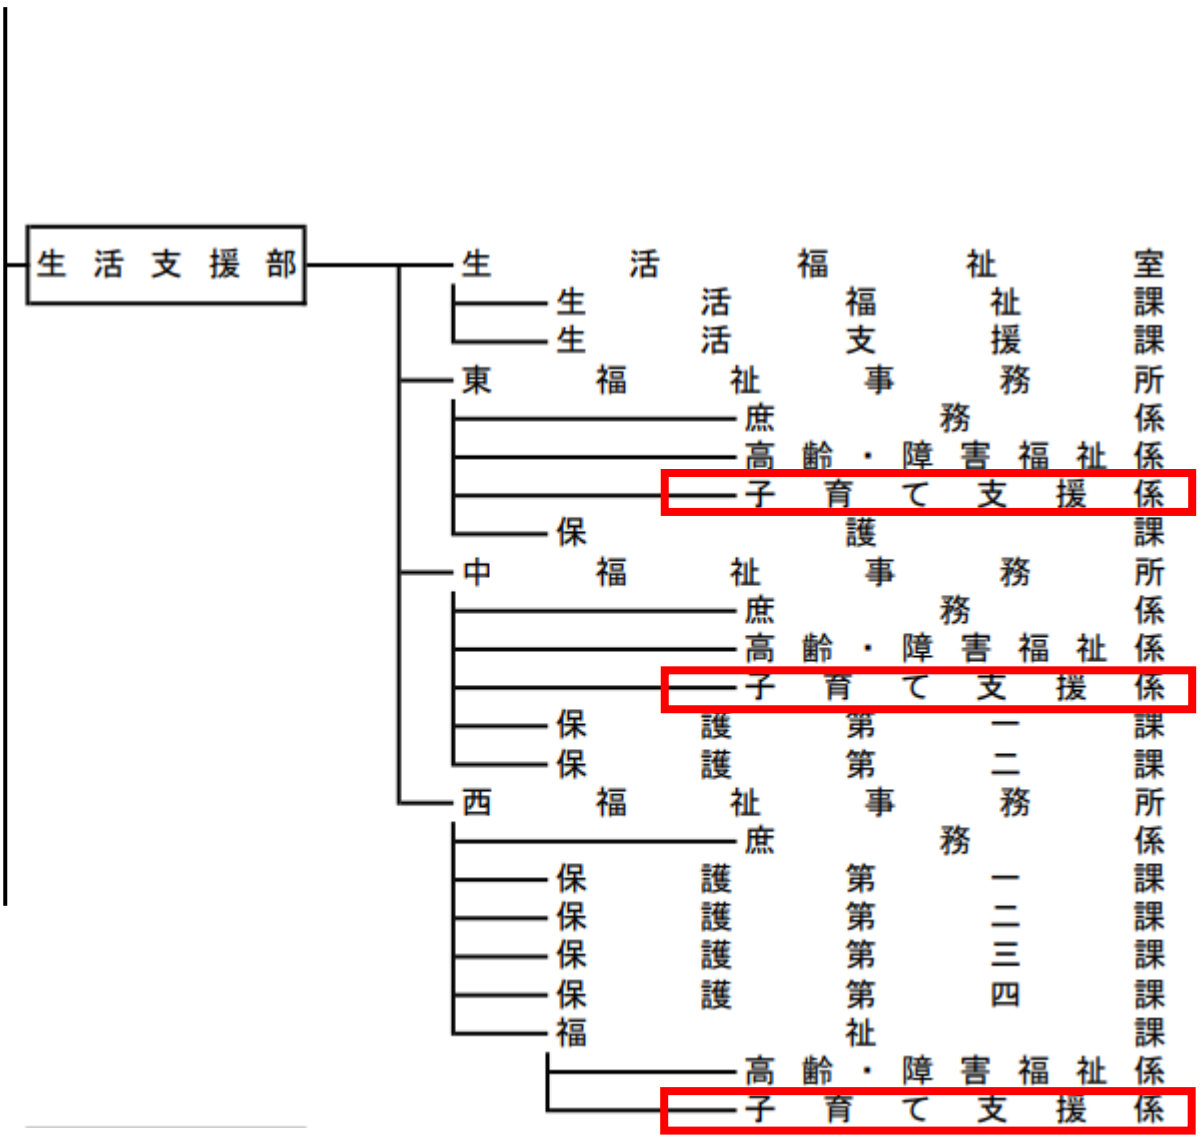 生活支援部
生活福祉室
生活福祉課
生活支援課
東福祉事務所
庶務係
高齢・障害福祉係
子育て支援係
保護課
中福祉事務所
庶務係
高齢・障害福祉係
子育て支援係
保護第一課
保護第二課
西福祉事務所
庶務係
保護第一課
保護第二課
保護第三課
保護第四課
福祉課
高齢・障害福祉係
子育て支援係